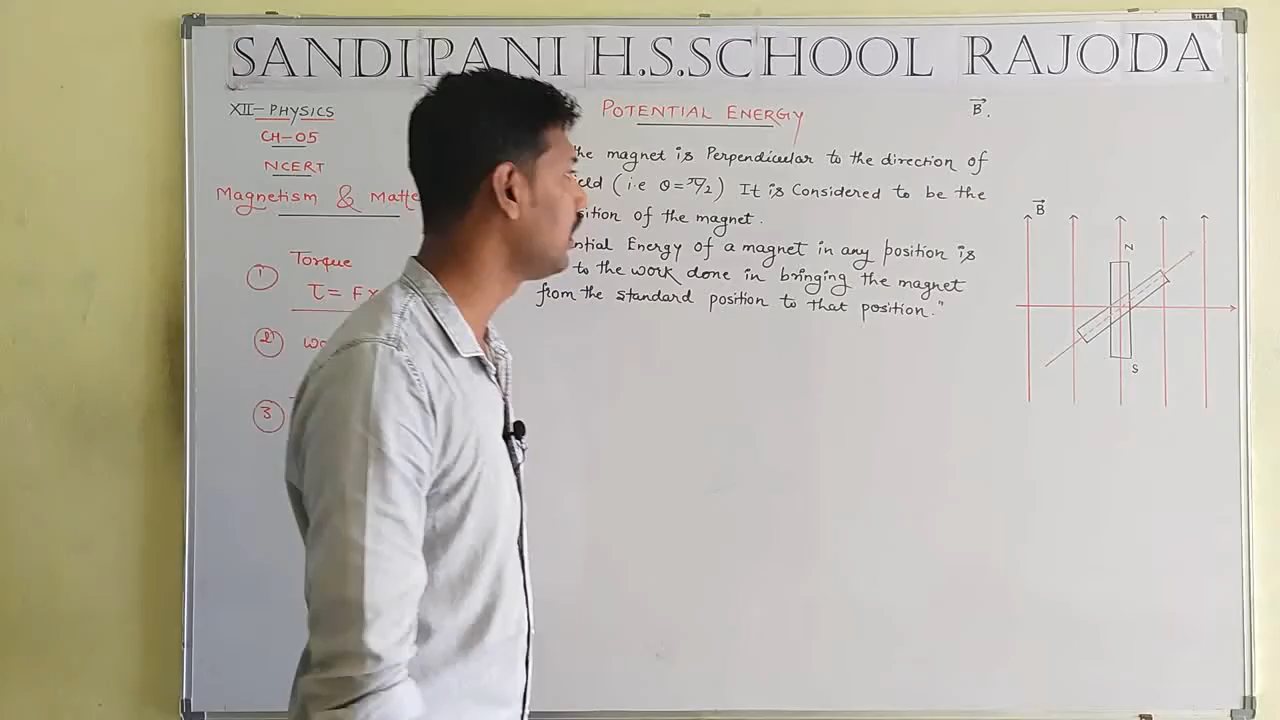 TITLE
SANDIPANI H.S.SCHOOL RAJODA
XII-PHYSICS
CH-05
NCERT
Magnetism &
① Torque
τ = F
②
③
POTENTIAL ENERGY
magnet is Perpendicular to the direction of
(i.e θ=π/2) It is Considered to be the
of the magnet.
Energy of a magnet in any position is
to the work done in bringing the magnet
from the standard position to that position."
B.
B
N
S